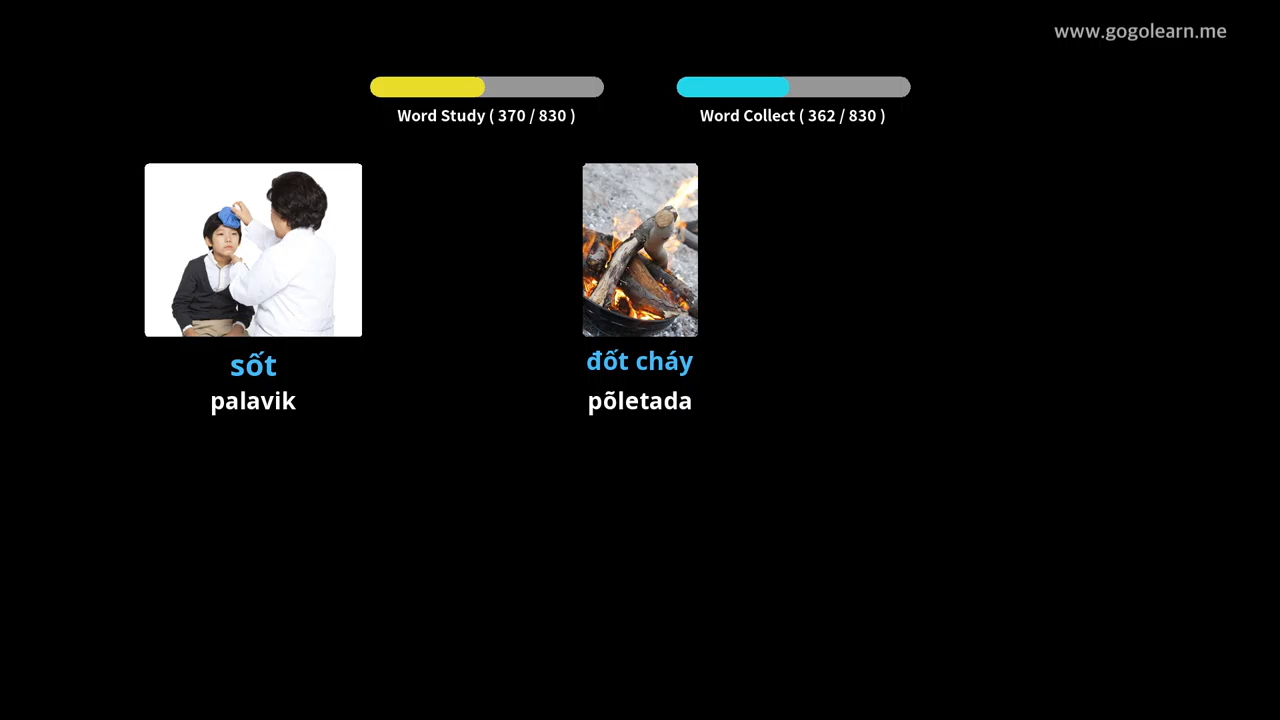 www.gogolearn.me
Word Study ( 370 / 830 )
Word Collect ( 362 / 830 )
sốt
palavik
đốt cháy
põletada